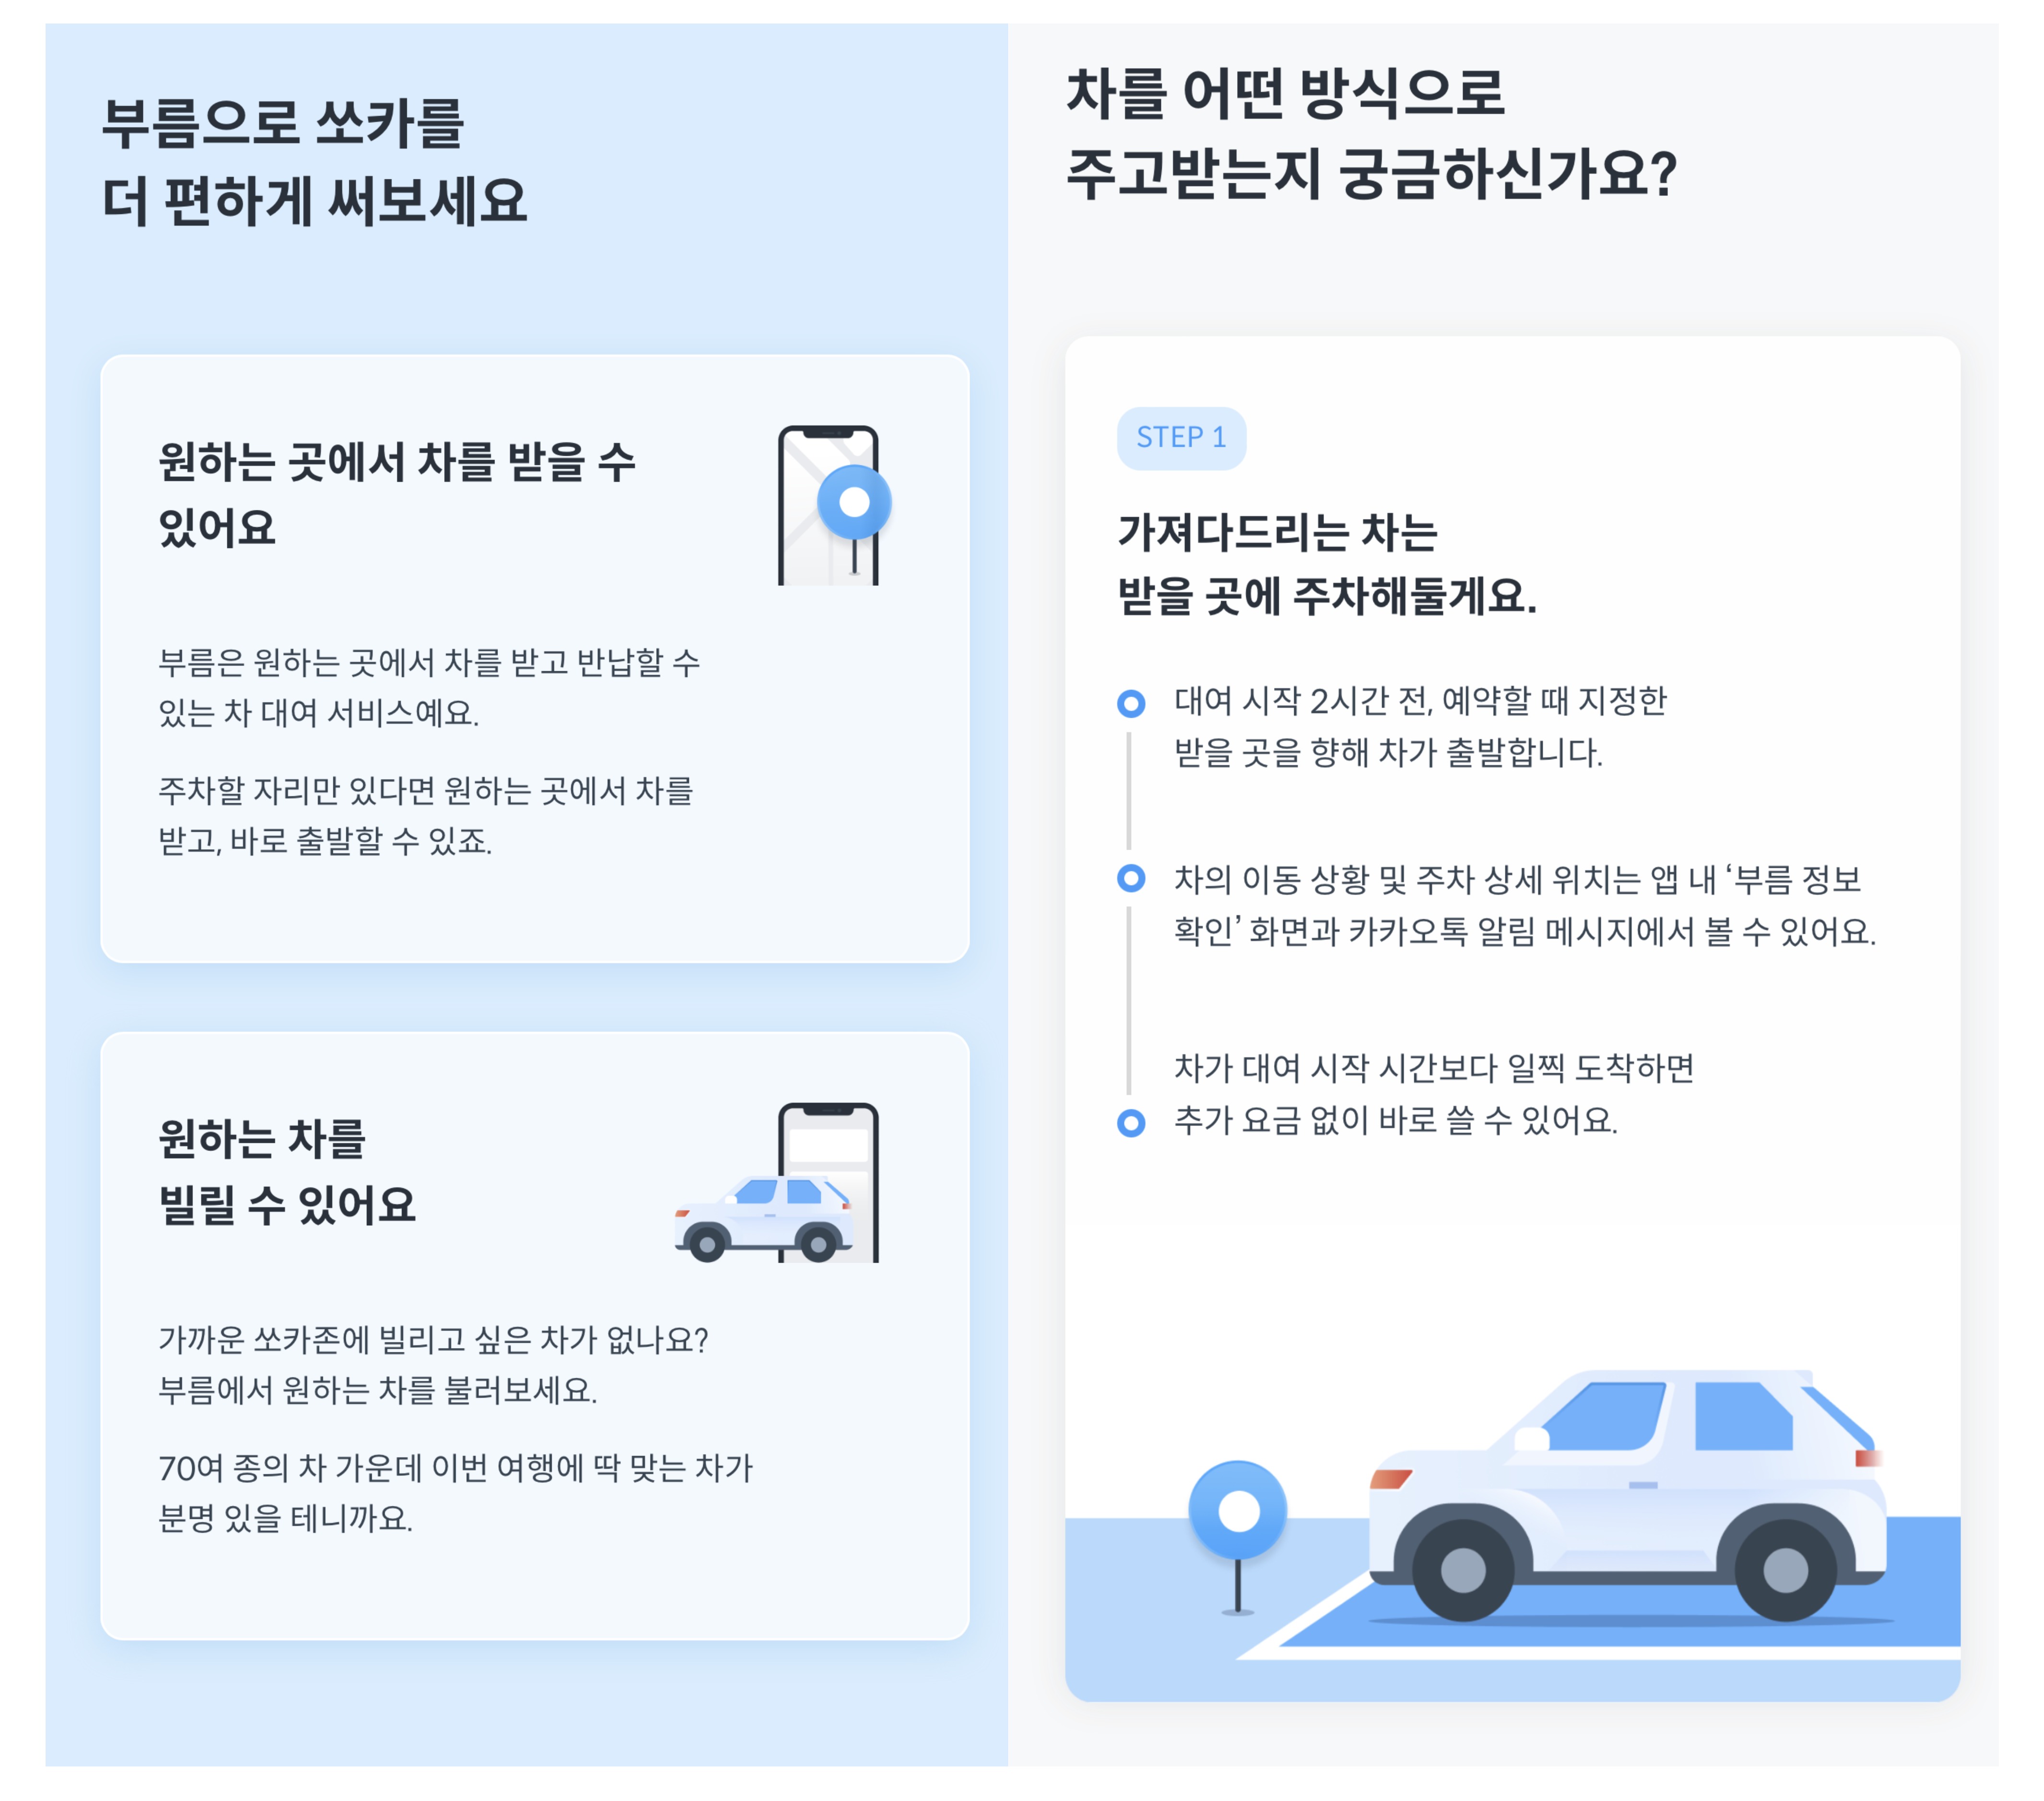 부름으로 쏘카를
더 편하게 써보세요
원하는 곳에서 차를 받을 수
있어요
부름은 원하는 곳에서 차를 받고 반납할 수
있는 차 대여 서비스예요.
주차할 자리만 있다면 원하는 곳에서 차를
받고, 바로 출발할 수 있죠.
원하는 차를
빌릴 수 있어요
가까운 쏘카존에 빌리고 싶은 차가 없나요?
부름에서 원하는 차를 불러보세요.
70여 종의 차 가운데 이번 여행에 딱 맞는 차가
분명 있을 테니까요.
차를 어떤 방식으로
주고받는지 궁금하신가요?
STEP 1
가져다드리는 차는
받을 곳에 주차해둘게요.
대여 시작 2시간 전, 예약할 때 지정한
받을 곳을 향해 차가 출발합니다.
차의 이동 상황 및 주차 상세 위치는 앱 내 ‘부름 정보
확인’ 화면과 카카오톡 알림 메시지에서 볼 수 있어요.
차가 대여 시작 시간보다 일찍 도착하면
추가 요금 없이 바로 쓸 수 있어요.